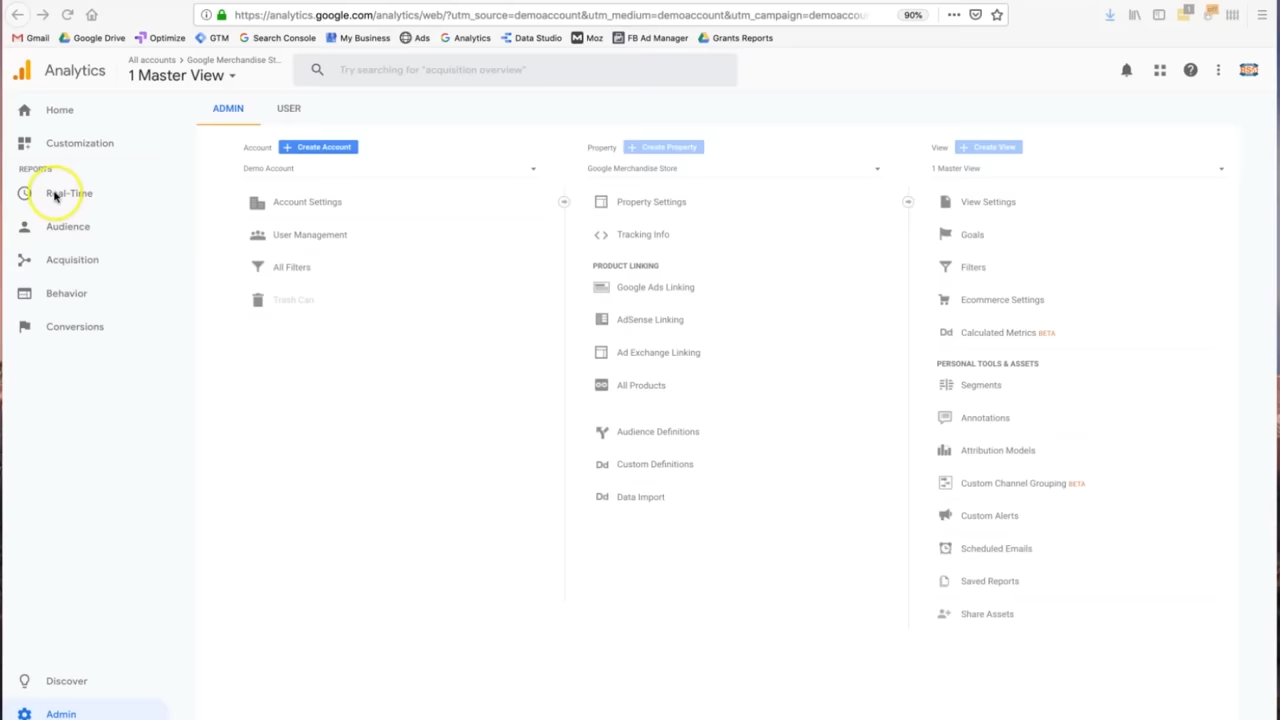 https://analytics.google.com/analytics/web/?utm_source=demoaccount&utm_medium=demoaccount&utm_campaign=demoaccou
90%
Gmail
Google Drive
Optimize
GTM
Search Console
My Business
Ads
Analytics
Data Studio
Moz
FB Ad Manager
Grants Reports
Analytics
All accounts > Google Merchandise St...
1 Master View
Try searching for "acquisition overview"
Home
Customization
REPORTS
Real-Time
Audience
Acquisition
Behavior
Conversions
Discover
Admin
ADMIN
USER
Account
+ Create Account
Demo Account
Account Settings
User Management
All Filters
Trash Can
Property
+ Create Property
Google Merchandise Store
Property Settings
Tracking Info
PRODUCT LINKING
Google Ads Linking
AdSense Linking
Ad Exchange Linking
All Products
Audience Definitions
Dd Custom Definitions
Dd Data Import
View
+ Create View
1 Master View
View Settings
Goals
Filters
Ecommerce Settings
Dd Calculated Metrics BETA
PERSONAL TOOLS & ASSETS
Segments
Annotations
Attribution Models
Custom Channel Grouping BETA
Custom Alerts
Scheduled Emails
Saved Reports
Share Assets